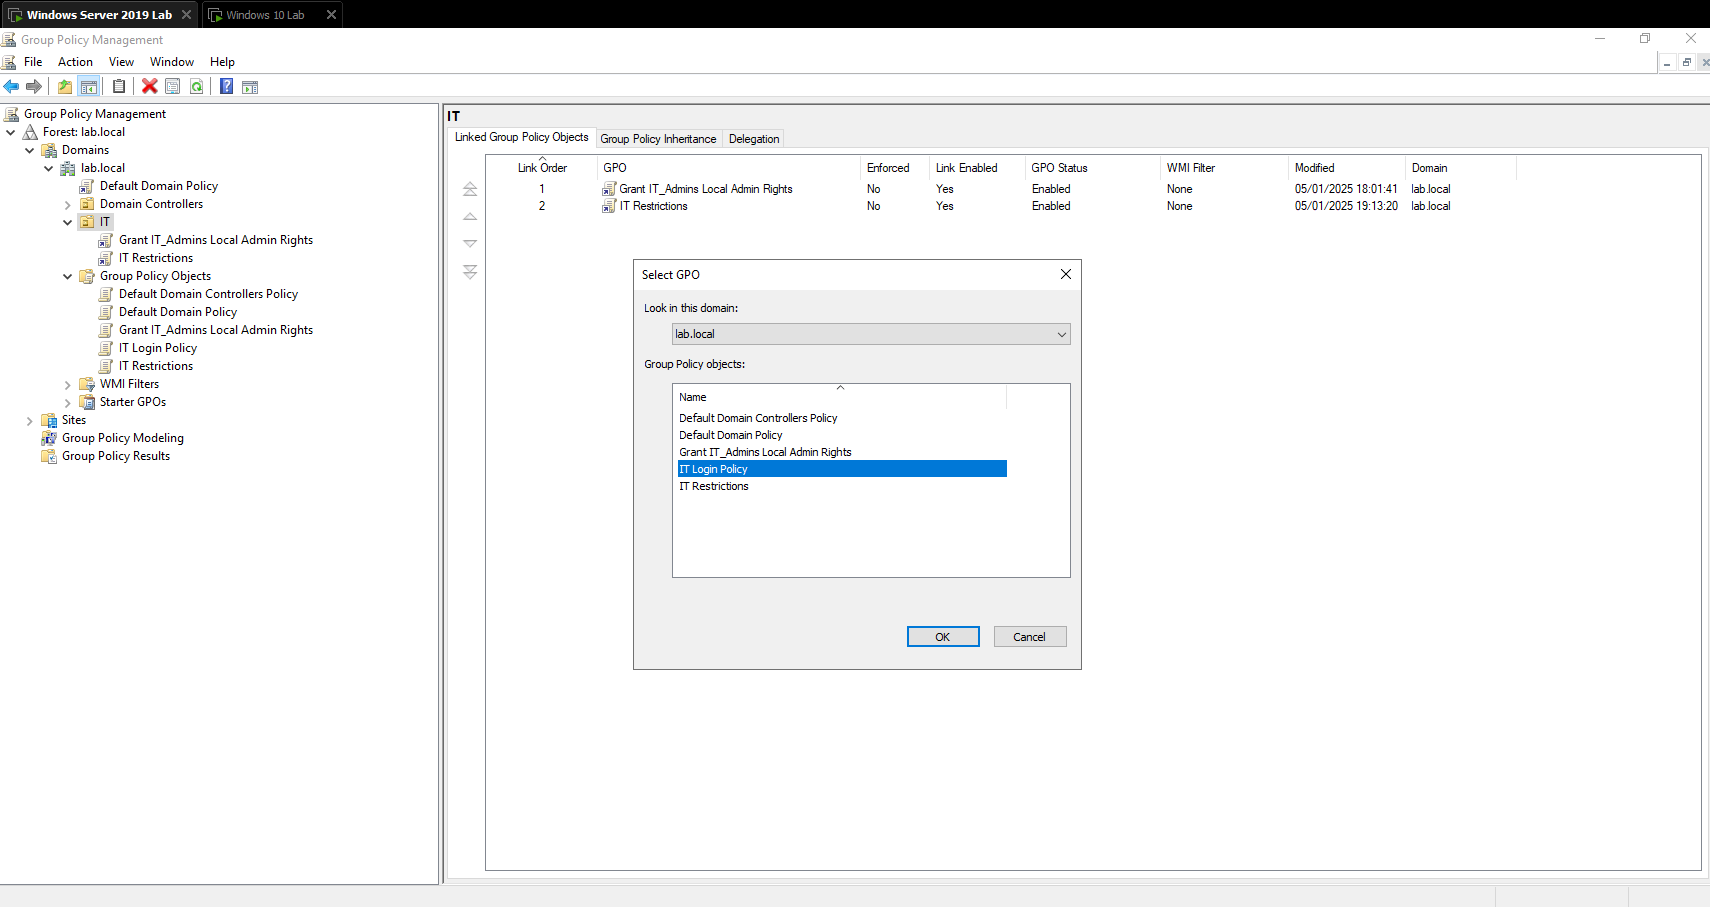 Windows Server 2019 Lab
Windows 10 Lab
Group Policy Management
File Action View Window Help
Group Policy Management
Forest: lab.local
Domains
lab.local
Default Domain Policy
Domain Controllers
IT
Grant IT_Admins Local Admin Rights
IT Restrictions
Group Policy Objects
Default Domain Controllers Policy
Default Domain Policy
Grant IT_Admins Local Admin Rights
IT Login Policy
IT Restrictions
WMI Filters
Starter GPOs
Sites
Group Policy Modeling
Group Policy Results
IT
Linked Group Policy Objects Group Policy Inheritance Delegation
Link Order GPO Enforced Link Enabled GPO Status WMI Filter Modified Domain
1 Grant IT_Admins Local Admin Rights No Yes Enabled None 05/01/2025 18:01:41 lab.local
2 IT Restrictions No Yes Enabled None 05/01/2025 19:13:20 lab.local
Select GPO
Look in this domain:
lab.local
Group Policy objects:
Name
Default Domain Controllers Policy
Default Domain Policy
Grant IT_Admins Local Admin Rights
IT Login Policy
IT Restrictions
OK Cancel